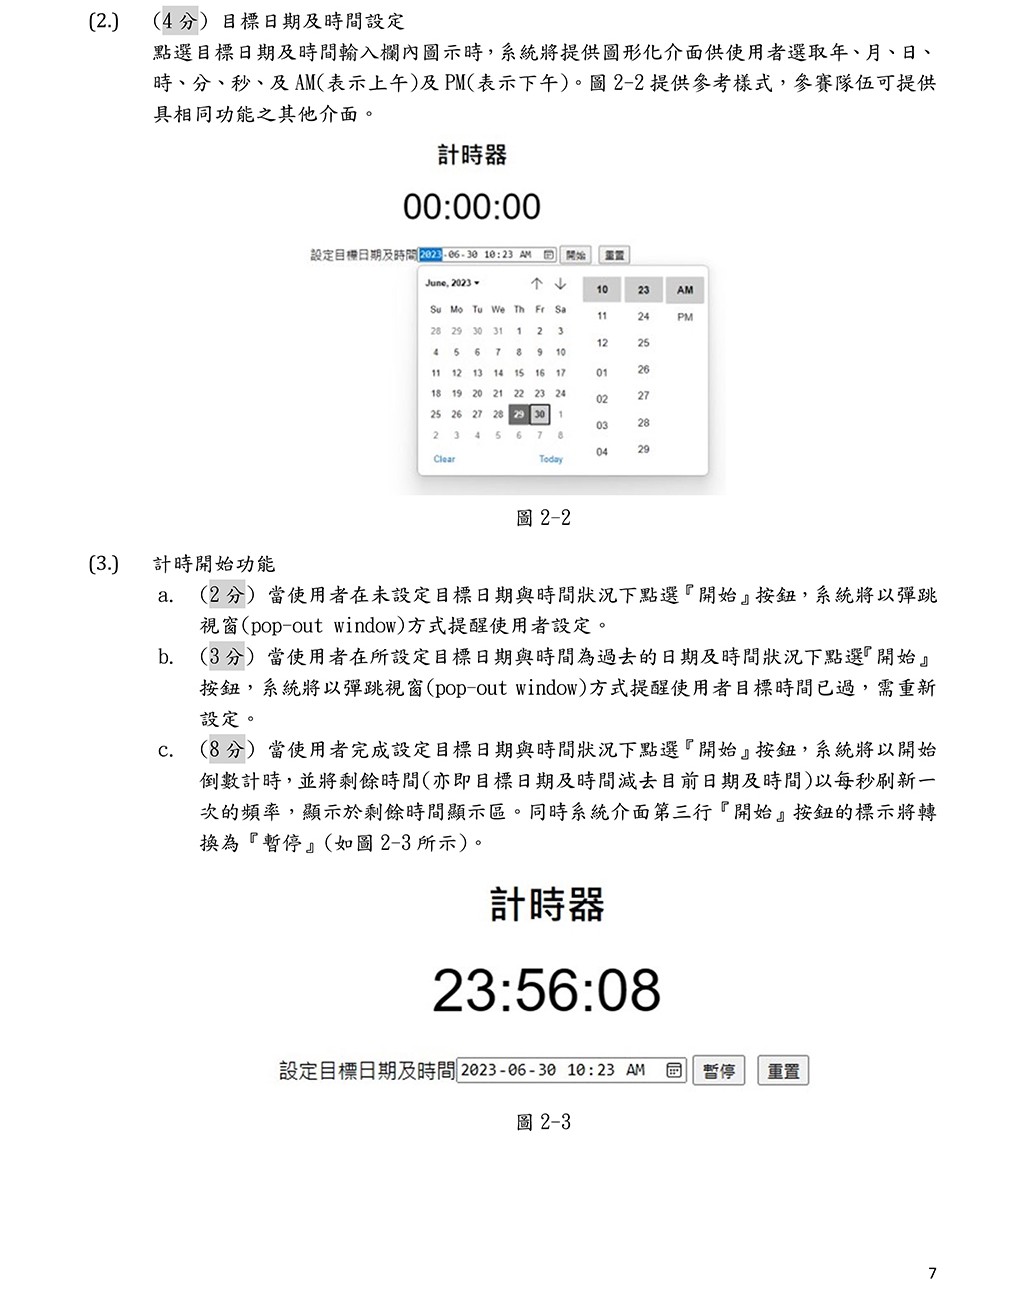 (2.) (4 分) 目標日期及時間設定
點選目標日期及時間輸入欄內圖示時，系統將提供圖形化介面供使用者選取年、月、日、
時、分、秒、及 AM(表示上午)及 PM(表示下午)。圖 2-2 提供參考樣式，參賽隊伍可提供
具相同功能之其他介面。
計時器
00:00:00
設定目標日期及時間 2023-06-30 10:23 AM 開始 重置
June, 2023 10 23 AM
Su Mo Tu We Th Fr Sa 11 24 PM
28 29 30 31 1 2 3
4 5 6 7 8 9 10 12 25
11 12 13 14 15 16 17 01 26
18 19 20 21 22 23 24 02 27
25 26 27 28 29 30 1 03 28
2 3 4 5 6 7 8
Clear Today 04 29
圖 2-2
(3.) 計時開始功能
a. (2 分) 當使用者在未設定目標日期與時間狀況下點選『開始』按鈕，系統將以彈跳
視窗(pop-out window)方式提醒使用者設定。
b. (3 分) 當使用者在所設定目標日期與時間為過去的日期及時間狀況下點選『開始』
按鈕，系統將以彈跳視窗(pop-out window)方式提醒使用者目標時間已過，需重新
設定。
c. (8 分) 當使用者完成設定目標日期與時間狀況下點選『開始』按鈕，系統將以開始
倒數計時，並將剩餘時間(亦即目標日期及時間減去目前日期及時間)以每秒刷新一
次的頻率，顯示於剩餘時間顯示區。同時系統介面第三行『開始』按鈕的標示將轉
換為『暫停』(如圖 2-3 所示)。
計時器
23:56:08
設定目標日期及時間 2023-06-30 10:23 AM 暫停 重置
圖 2-3
7